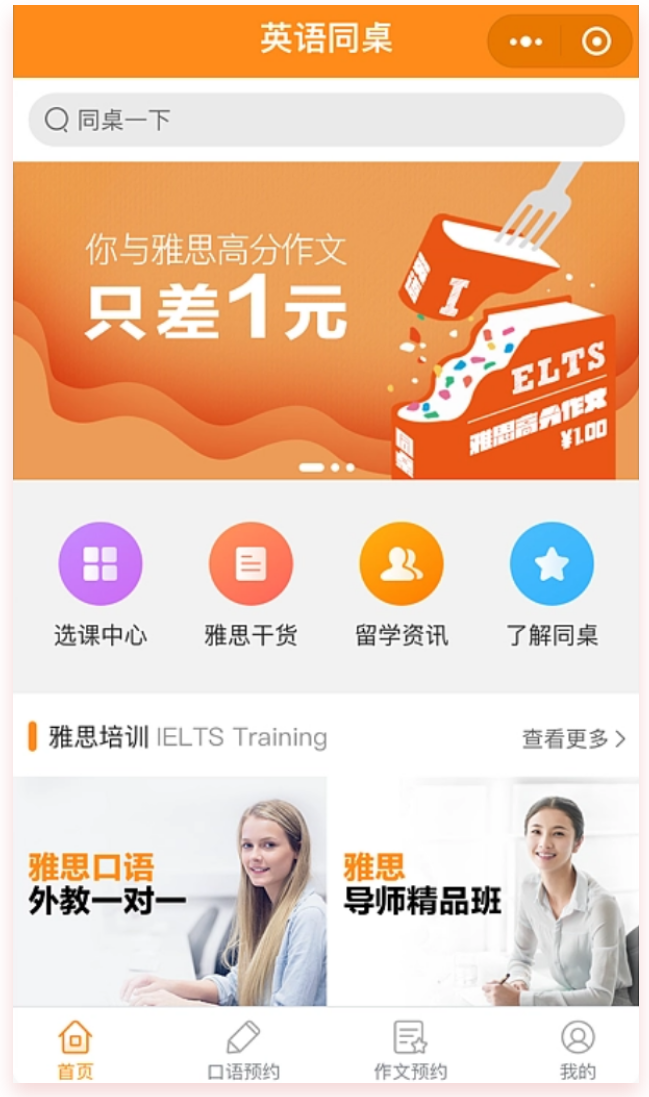 英语同桌
同桌一下
你与雅思高分作文
只差1元
I
ELTS
雅思高分作文
¥1.00
同桌
选课中心
雅思干货
留学资讯
了解同桌
雅思培训 IELTS Training
查看更多
雅思口语
外教一对一
雅思
导师精品班
首页
口语预约
作文预约
我的